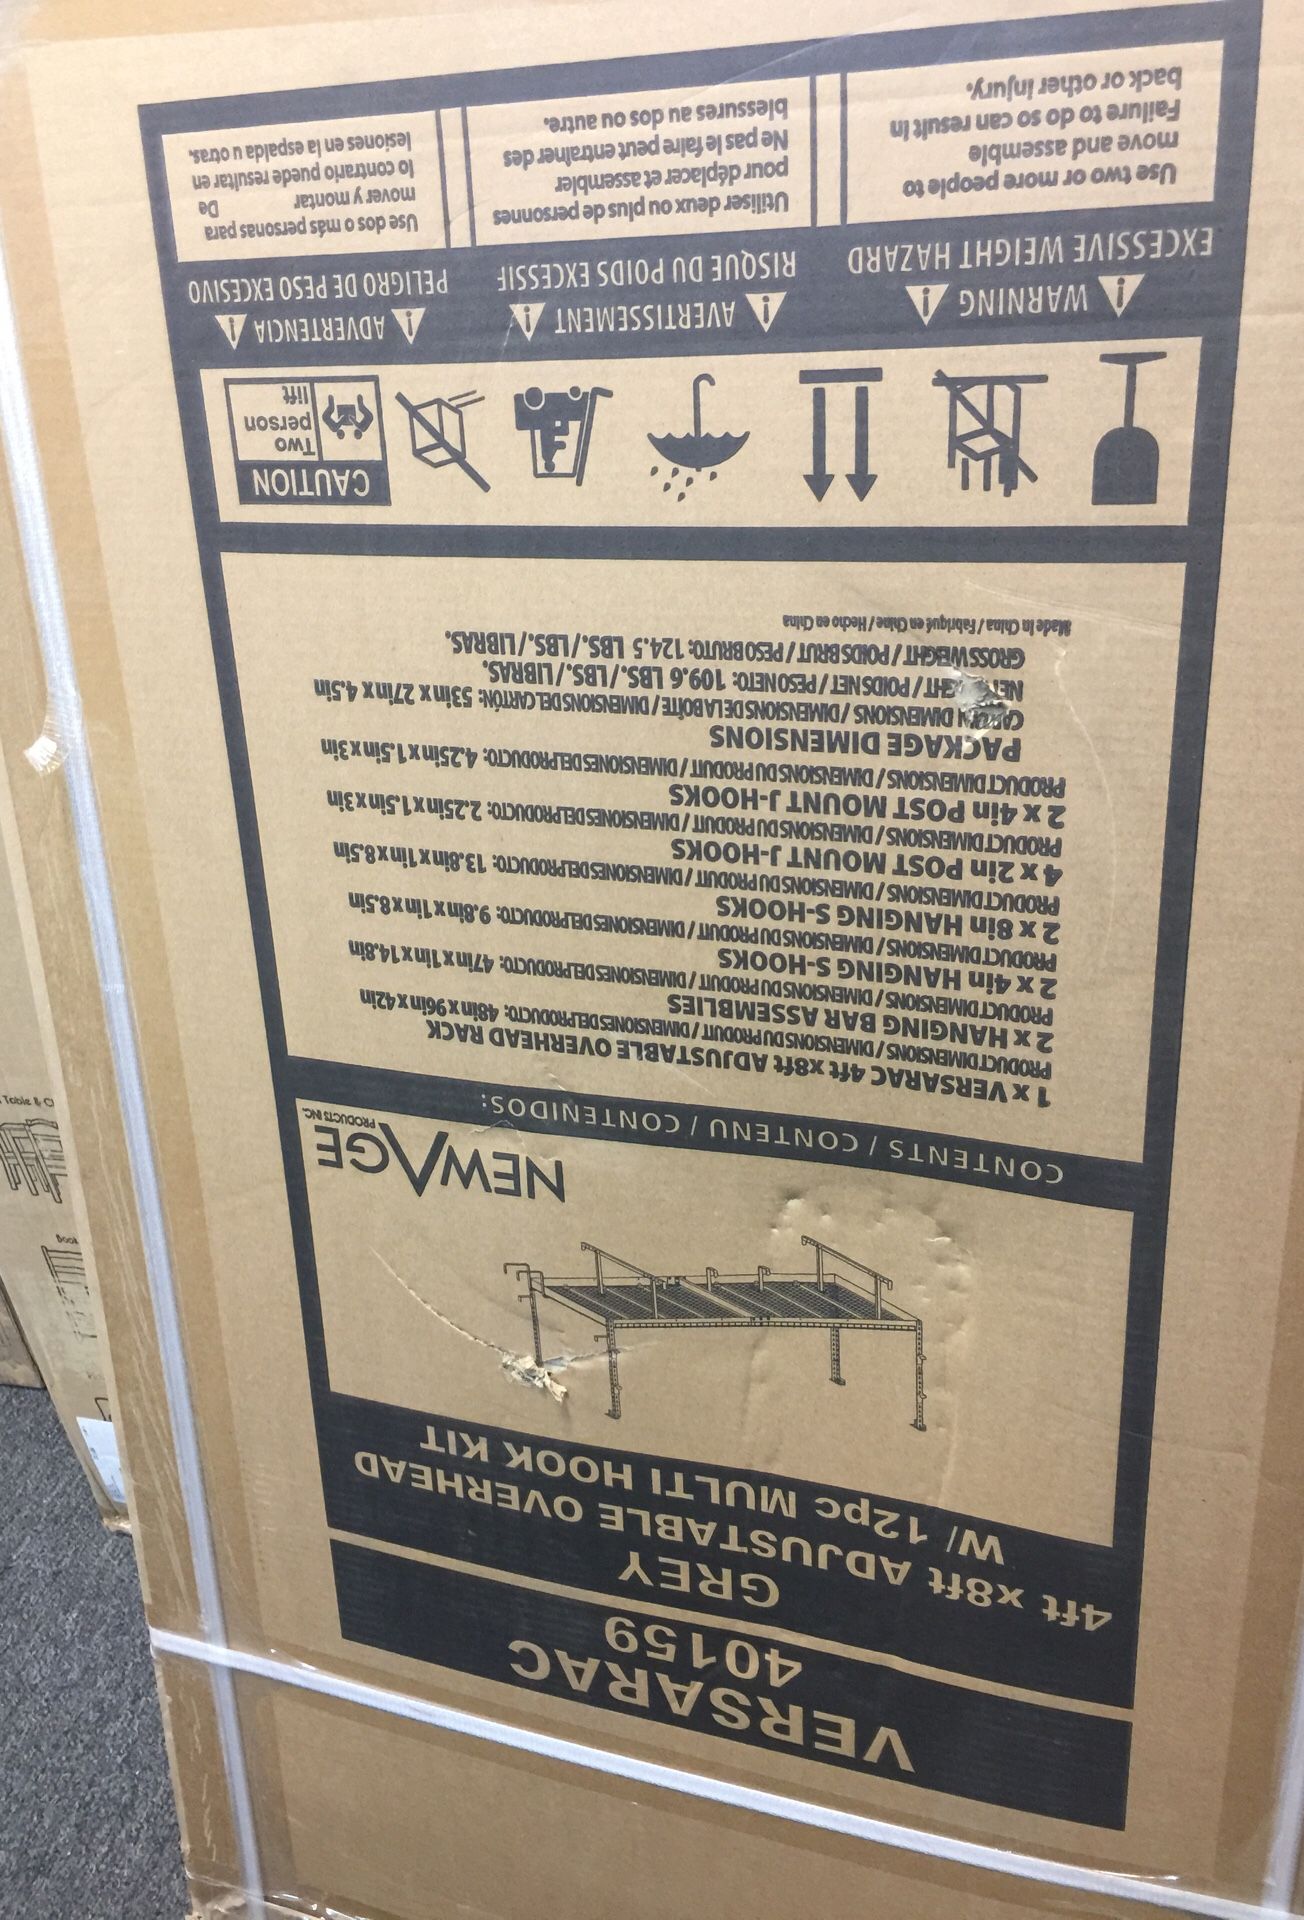 VERSARAC
40159
GREY
4ft x8ft ADJUSTABLE OVERHEAD
W/ 12pc MULTI HOOK KIT
NEWAGE
PRODUCTS INC.
CONTENTS / CONTENU / CONTENIDOS:
1 x VERSARAC 4ft x8ft ADJUSTABLE OVERHEAD RACK
PRODUCT DIMENSIONS / DIMENSIONS DU PRODUIT / DIMENSIONES DEL PRODUCTO: 48in x 96in x 42in
2 x HANGING BAR ASSEMBLIES
PRODUCT DIMENSIONS / DIMENSIONS DU PRODUIT / DIMENSIONES DEL PRODUCTO: 47in x 1in x 14.8in
2 x 4in HANGING S-HOOKS
PRODUCT DIMENSIONS / DIMENSIONS DU PRODUIT / DIMENSIONES DEL PRODUCTO: 9.8in x 1in x 8.5in
2 x 8in HANGING S-HOOKS
PRODUCT DIMENSIONS / DIMENSIONS DU PRODUIT / DIMENSIONES DEL PRODUCTO: 13.8in x 1in x 8.5in
4 x 2in POST MOUNT J-HOOKS
PRODUCT DIMENSIONS / DIMENSIONS DU PRODUIT / DIMENSIONES DEL PRODUCTO: 2.25in x 1.5in x 3in
2 x 4in POST MOUNT J-HOOKS
PRODUCT DIMENSIONS / DIMENSIONS DU PRODUIT / DIMENSIONES DEL PRODUCTO: 4.25in x 1.5in x 3in
PACKAGE DIMENSIONS
DIMENSIONS / DIMENSIONS DE LA BOÎTE / DIMENSIONS DEL CARTÓN: 53in x 27in x 4.5in
NET / POIDS NET / PESO NETO: 109.6 LBS./LBS./LIBRAS.
GROSS WEIGHT / POIDS BRUT / PESO BRUTO: 124.5 LBS./LBS./LIBRAS.
Made In China / Fabriqué en Chine / Hecho en China
CAUTION
Two
person
lift
WARNING
EXCESSIVE WEIGHT HAZARD
Use two or more people to
move and assemble
Failure to do so can result in
back or other injury.
AVERTISSEMENT
RISQUE DU POIDS EXCESSIF
Utiliser deux ou plus de personnes
pour déplacer et assembler
Ne pas le faire peut entraîner des
blessures au dos ou autre.
ADVERTENCIA
PELIGRO DE PESO EXCESIVO
Use dos o más personas para
mover y montar De
lo contrario puede resultar en
lesiones en la espalda u otras.
Table &
Book